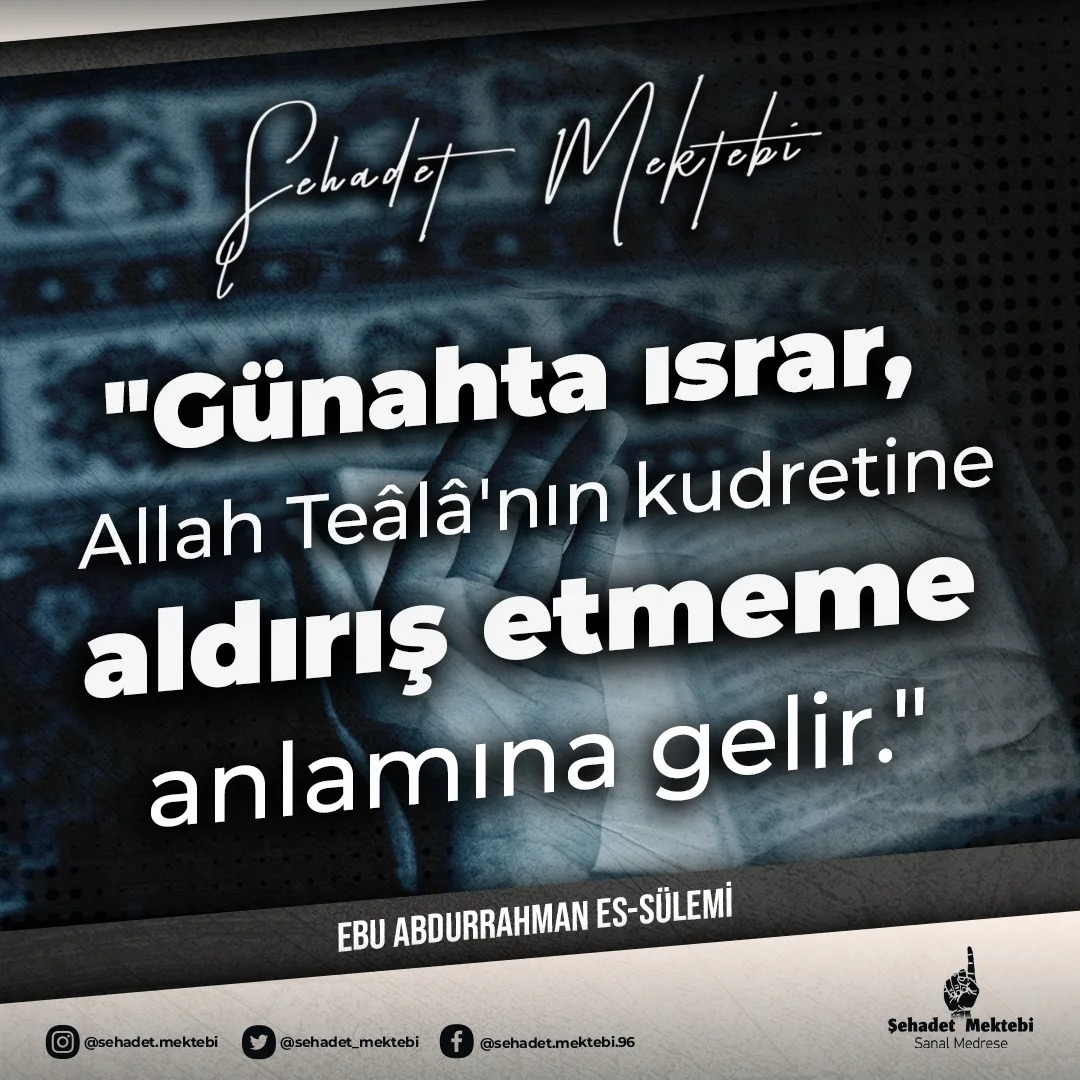 Şehadet Mektebi
"Günahta ısrar,
Allah Teâlâ'nın kudretine
aldırış etmeme
anlamına gelir."
EBU ABDURRAHMAN ES-SÜLEMİ
@sehadet.mektebi @sehadet_mektebi @sehadet.mektebi.96
Şehadet Mektebi
Sanal Medrese